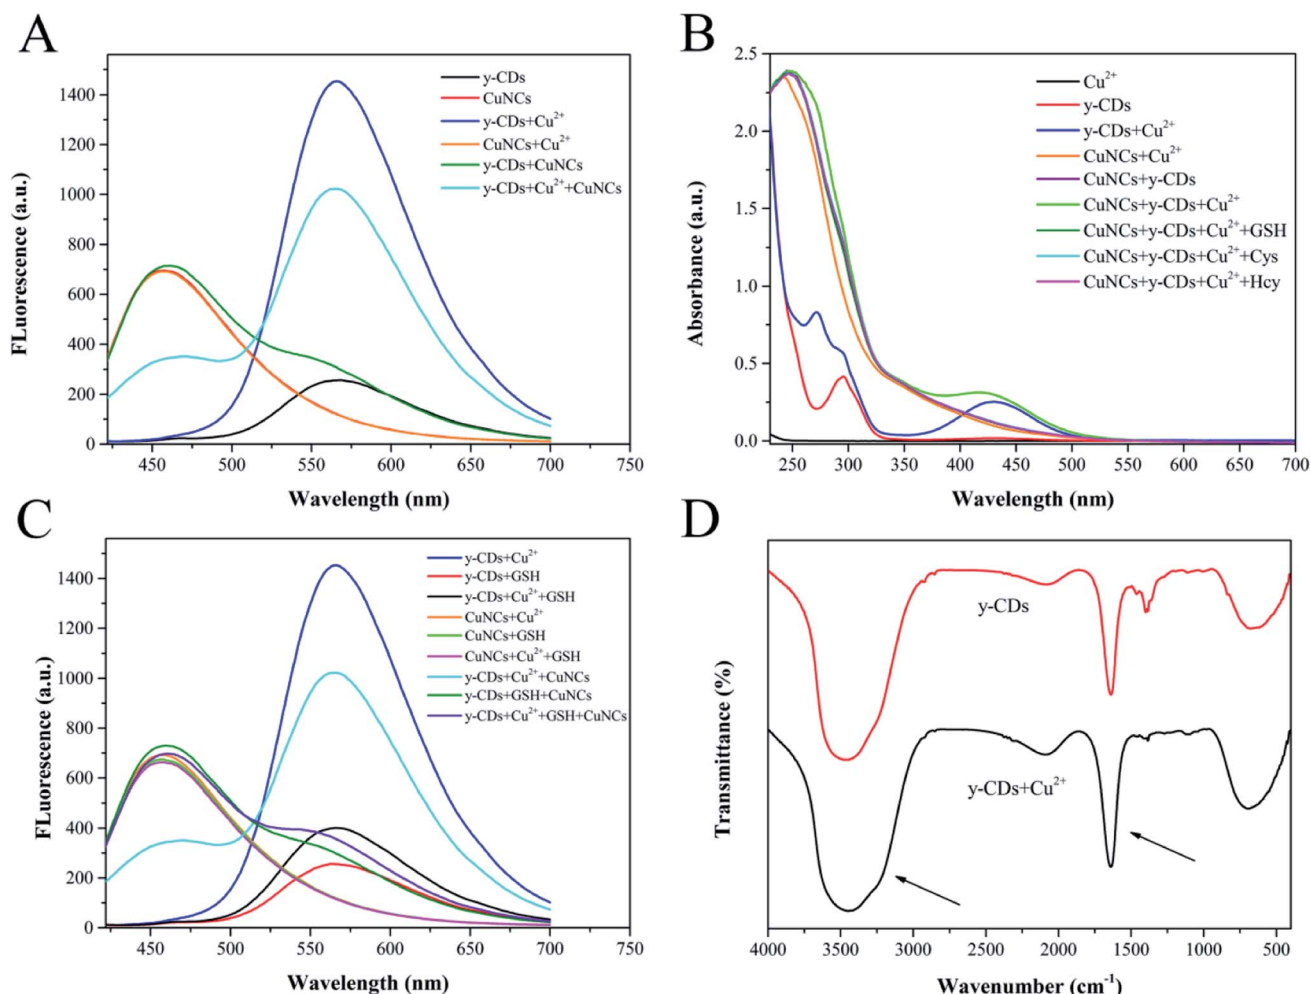 A
FLuorescence (a.u.)
1400
1200
1000
800
600
400
200
0
y-CDs
CuNCs
y-CDs+Cu²⁺
CuNCs+Cu²⁺
y-CDs+CuNCs
y-CDs+Cu²⁺+CuNCs
450 500 550 600 650 700 750
Wavelength (nm)
B
Absorbance (a.u.)
2.5
2.0
1.5
1.0
0.5
0.0
Cu²⁺
y-CDs
y-CDs+Cu²⁺
CuNCs+Cu²⁺
CuNCs+y-CDs
CuNCs+y-CDs+Cu²⁺
CuNCs+y-CDs+Cu²⁺+GSH
CuNCs+y-CDs+Cu²⁺+Cys
CuNCs+y-CDs+Cu²⁺+Hcy
250 300 350 400 450 500 550 600 650 700
Wavelength (nm)
C
FLuorescence (a.u.)
1400
1200
1000
800
600
400
200
0
y-CDs+Cu²⁺
y-CDs+GSH
y-CDs+Cu²⁺+GSH
CuNCs+Cu²⁺
CuNCs+GSH
CuNCs+Cu²⁺+GSH
y-CDs+Cu²⁺+CuNCs
y-CDs+GSH+CuNCs
y-CDs+Cu²⁺+GSH+CuNCs
450 500 550 600 650 700 750
Wavelength (nm)
D
Transmittance (%)
y-CDs
y-CDs+Cu²⁺
4000 3500 3000 2500 2000 1500 1000 500
Wavenumber (cm⁻¹)